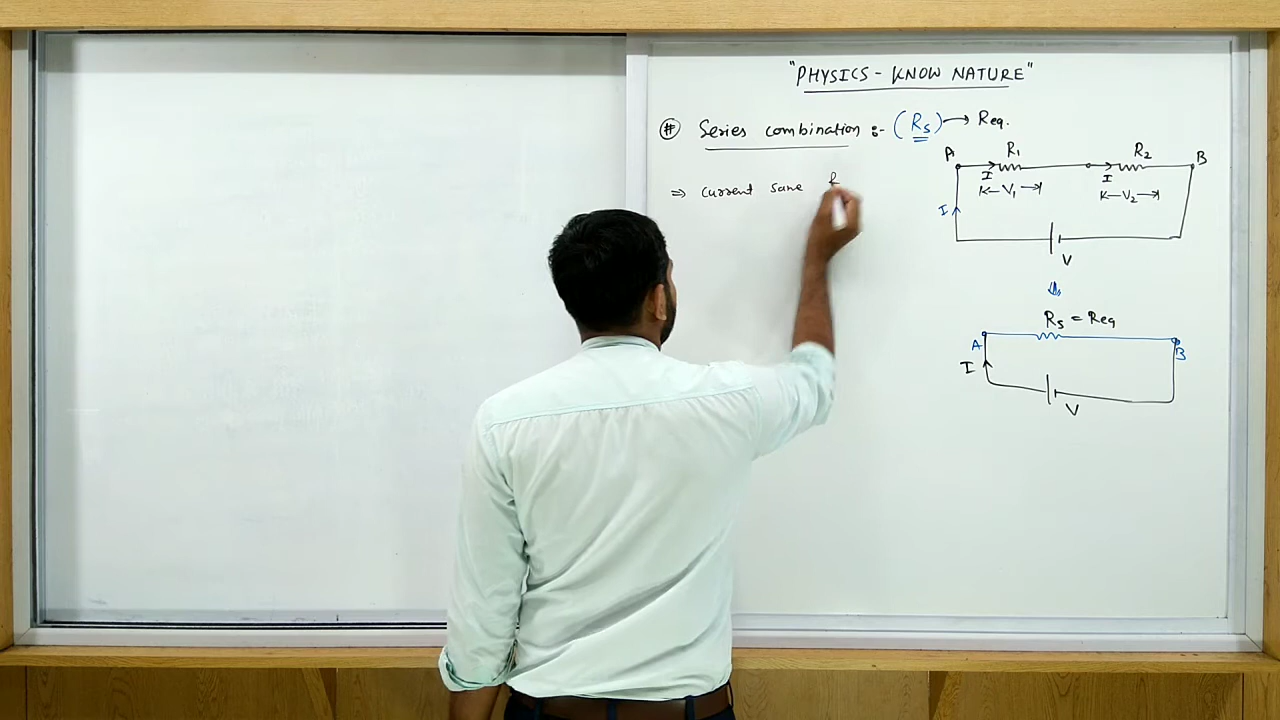 "PHYSICS - KNOW NATURE"
# Series combination :- (Rs) → Req.
⇒ current same
A R1 R2 B
I I
V1 V2
I
V
Rs = Req
A B
I
V